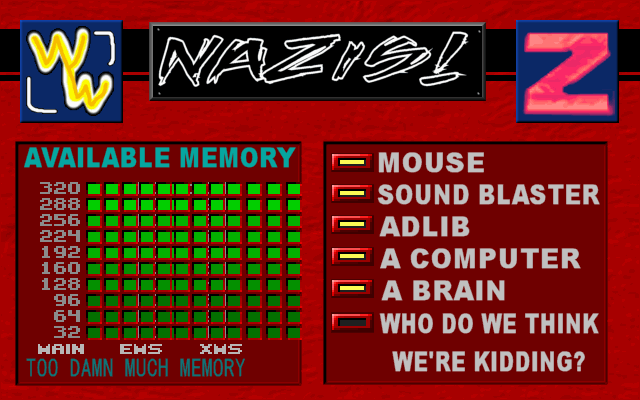 WW
NAZIS!
Z
AVAILABLE MEMORY
320
288
256
224
192
160
128
96
64
32
MAIN EMS XMS
TOO DAMN MUCH MEMORY
MOUSE
SOUND BLASTER
ADLIB
A COMPUTER
A BRAIN
WHO DO WE THINK
WE'RE KIDDING?